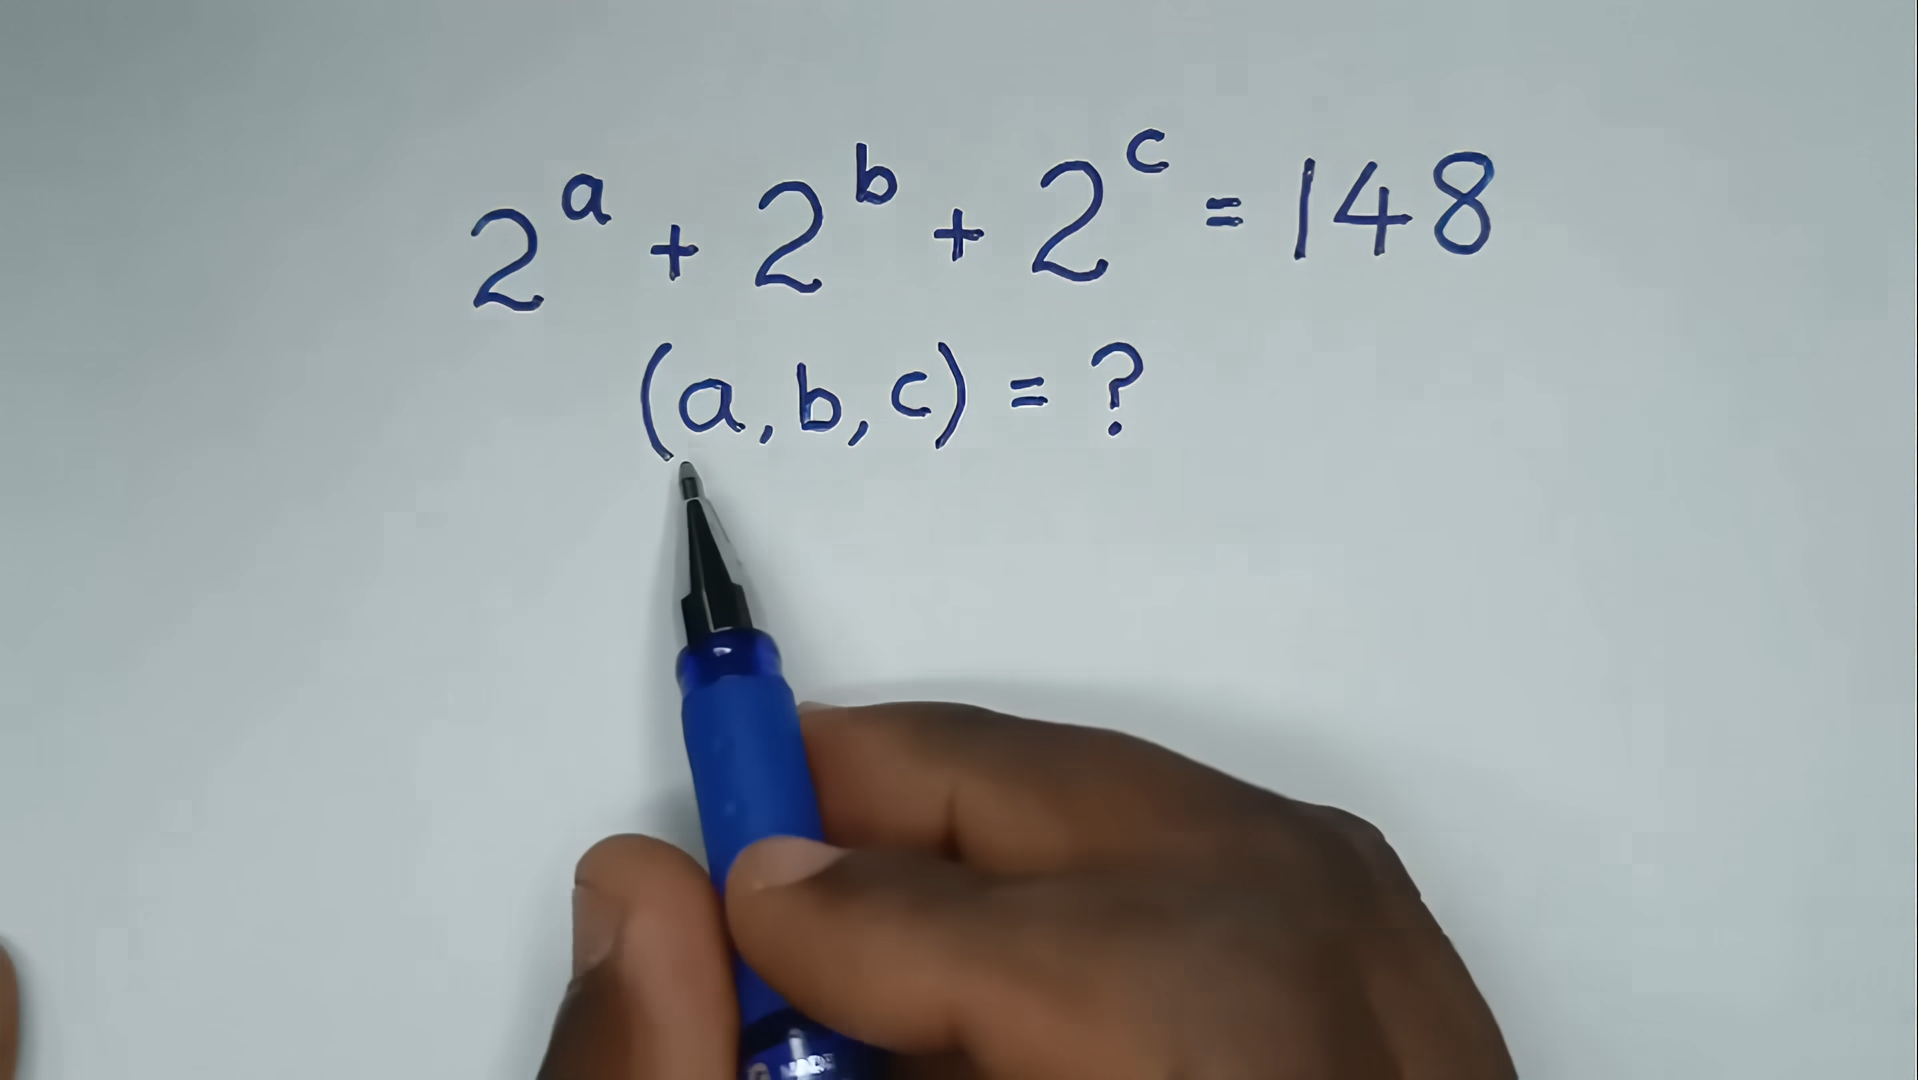 2^a + 2^b + 2^c = 148
(a, b, c) = ?